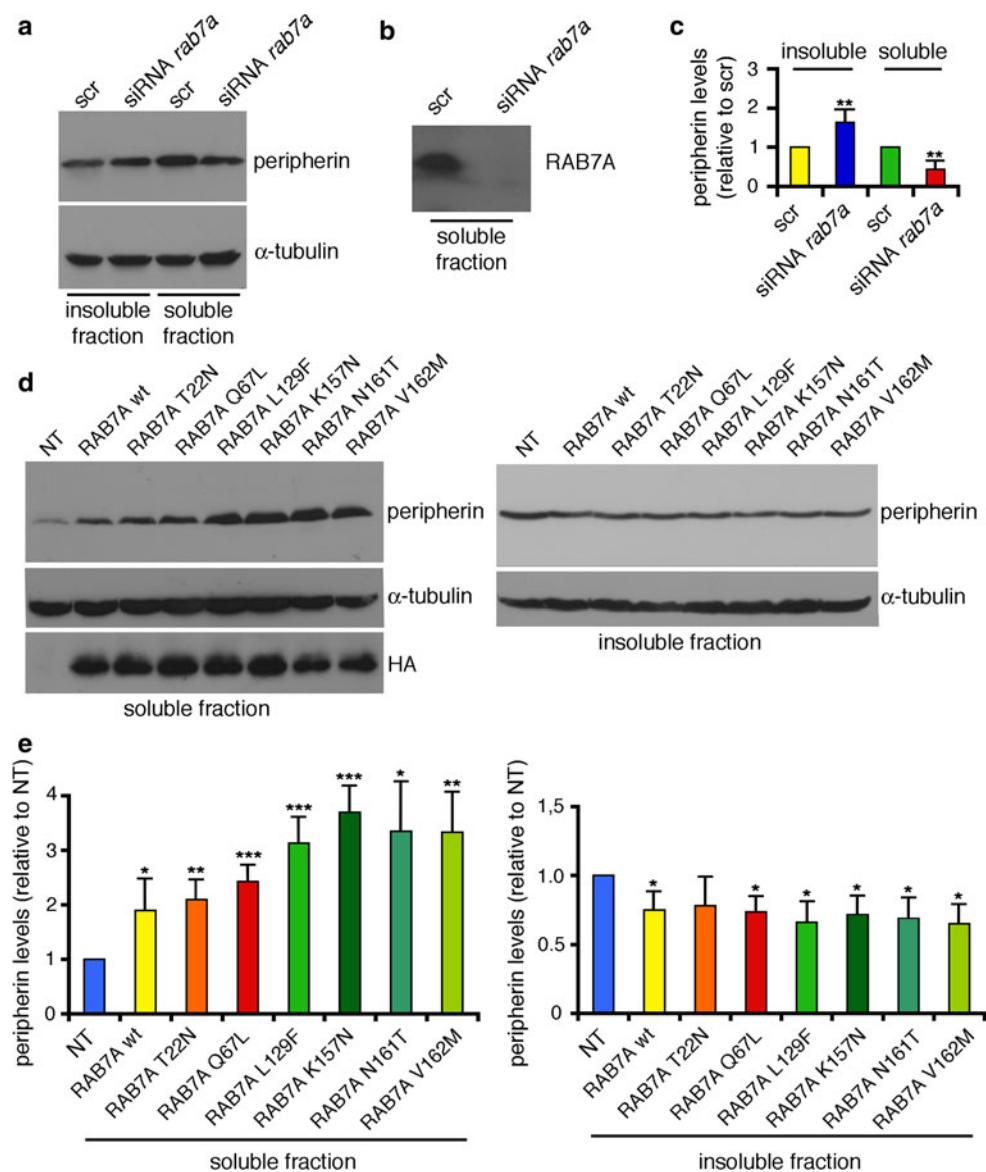 a
scr
siRNA rab7a
scr
siRNA rab7a
peripherin
α-tubulin
insoluble
fraction
soluble
fraction
b
scr
siRNA rab7a
RAB7A
soluble
fraction
c
insoluble
soluble
peripherin levels
(relative to scr)
3
2
1
0
**
**
scr
siRNA rab7a
scr
siRNA rab7a
d
NT
RAB7A wt
RAB7A T22N
RAB7A Q67L
RAB7A L129F
RAB7A K157N
RAB7A N161T
RAB7A V162M
peripherin
α-tubulin
HA
soluble fraction
NT
RAB7A wt
RAB7A T22N
RAB7A Q67L
RAB7A L129F
RAB7A K157N
RAB7A N161T
RAB7A V162M
peripherin
α-tubulin
insoluble fraction
e
peripherin levels (relative to NT)
4
3
2
1
0
*
**
***
***
***
*
**
NT
RAB7A wt
RAB7A T22N
RAB7A Q67L
RAB7A L129F
RAB7A K157N
RAB7A N161T
RAB7A V162M
soluble fraction
peripherin levels (relative to NT)
1,5
1.0
0.5
0
*
*
*
*
*
*
NT
RAB7A wt
RAB7A T22N
RAB7A Q67L
RAB7A L129F
RAB7A K157N
RAB7A N161T
RAB7A V162M
insoluble fraction